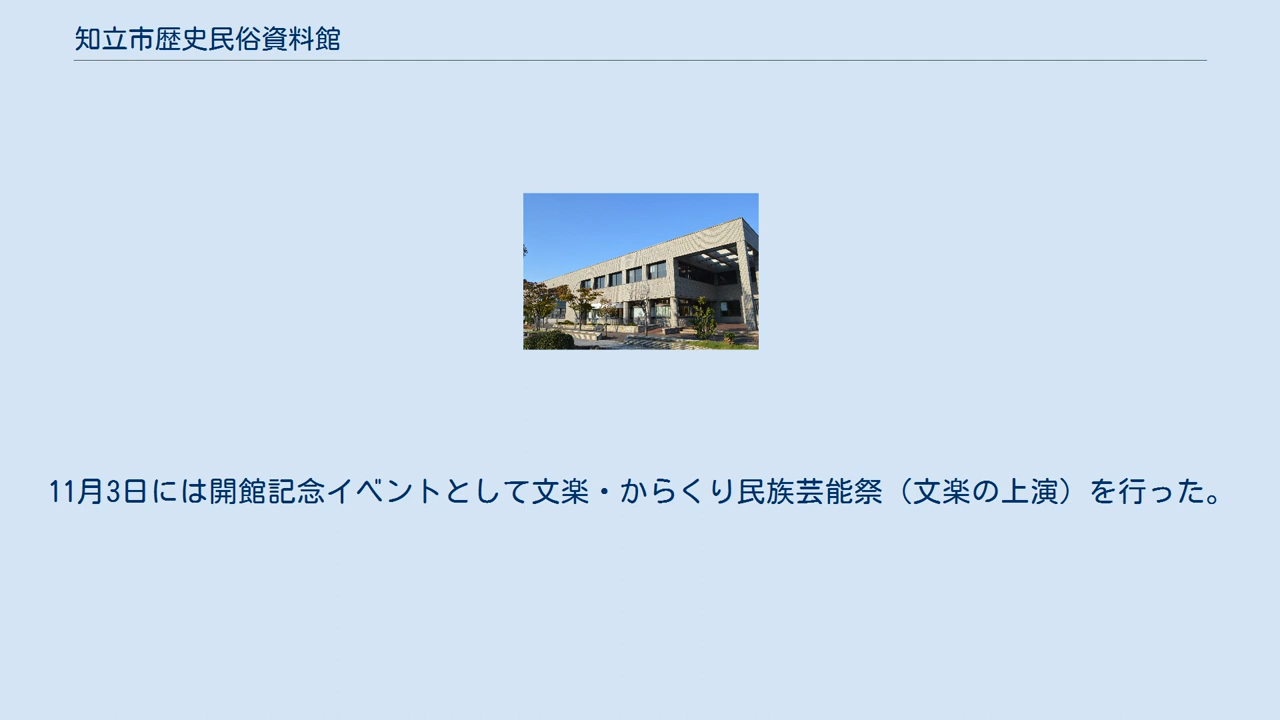 知立市歴史民俗資料館
11月3日には開館記念イベントとして文楽・からくり民族芸能祭（文楽の上演）を行った。